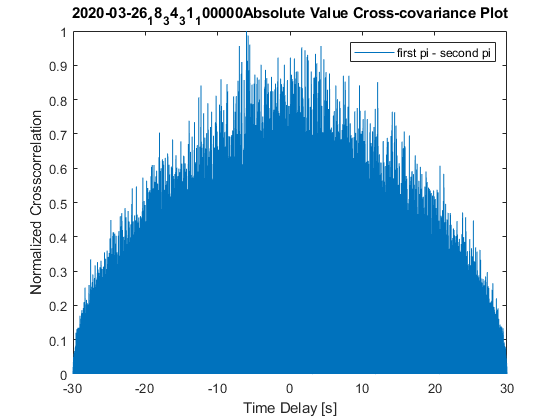 2020-03-26₁8₃4₃1₁00000Absolute Value Cross-covariance Plot
first pi - second pi
1
0.9
0.8
0.7
0.6
0.5
0.4
0.3
0.2
0.1
0
Normalized Crosscorrelation
-30 -20 -10 0 10 20 30
Time Delay [s]